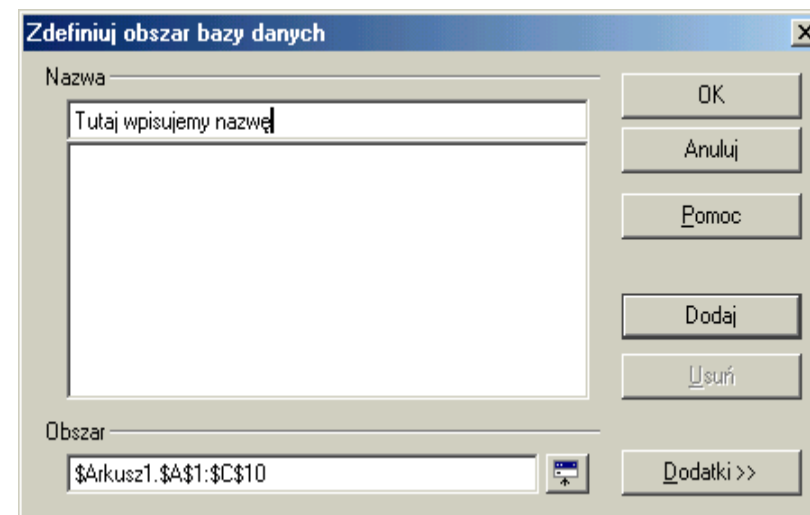 Zdefiniuj obszar bazy danych
Nazwa
Tutaj wpisujemy nazwę
OK
Anuluj
Pomoc
Dodaj
Usuń
Obszar
$Arkusz1.$A$1:$C$10
Dodatki >>